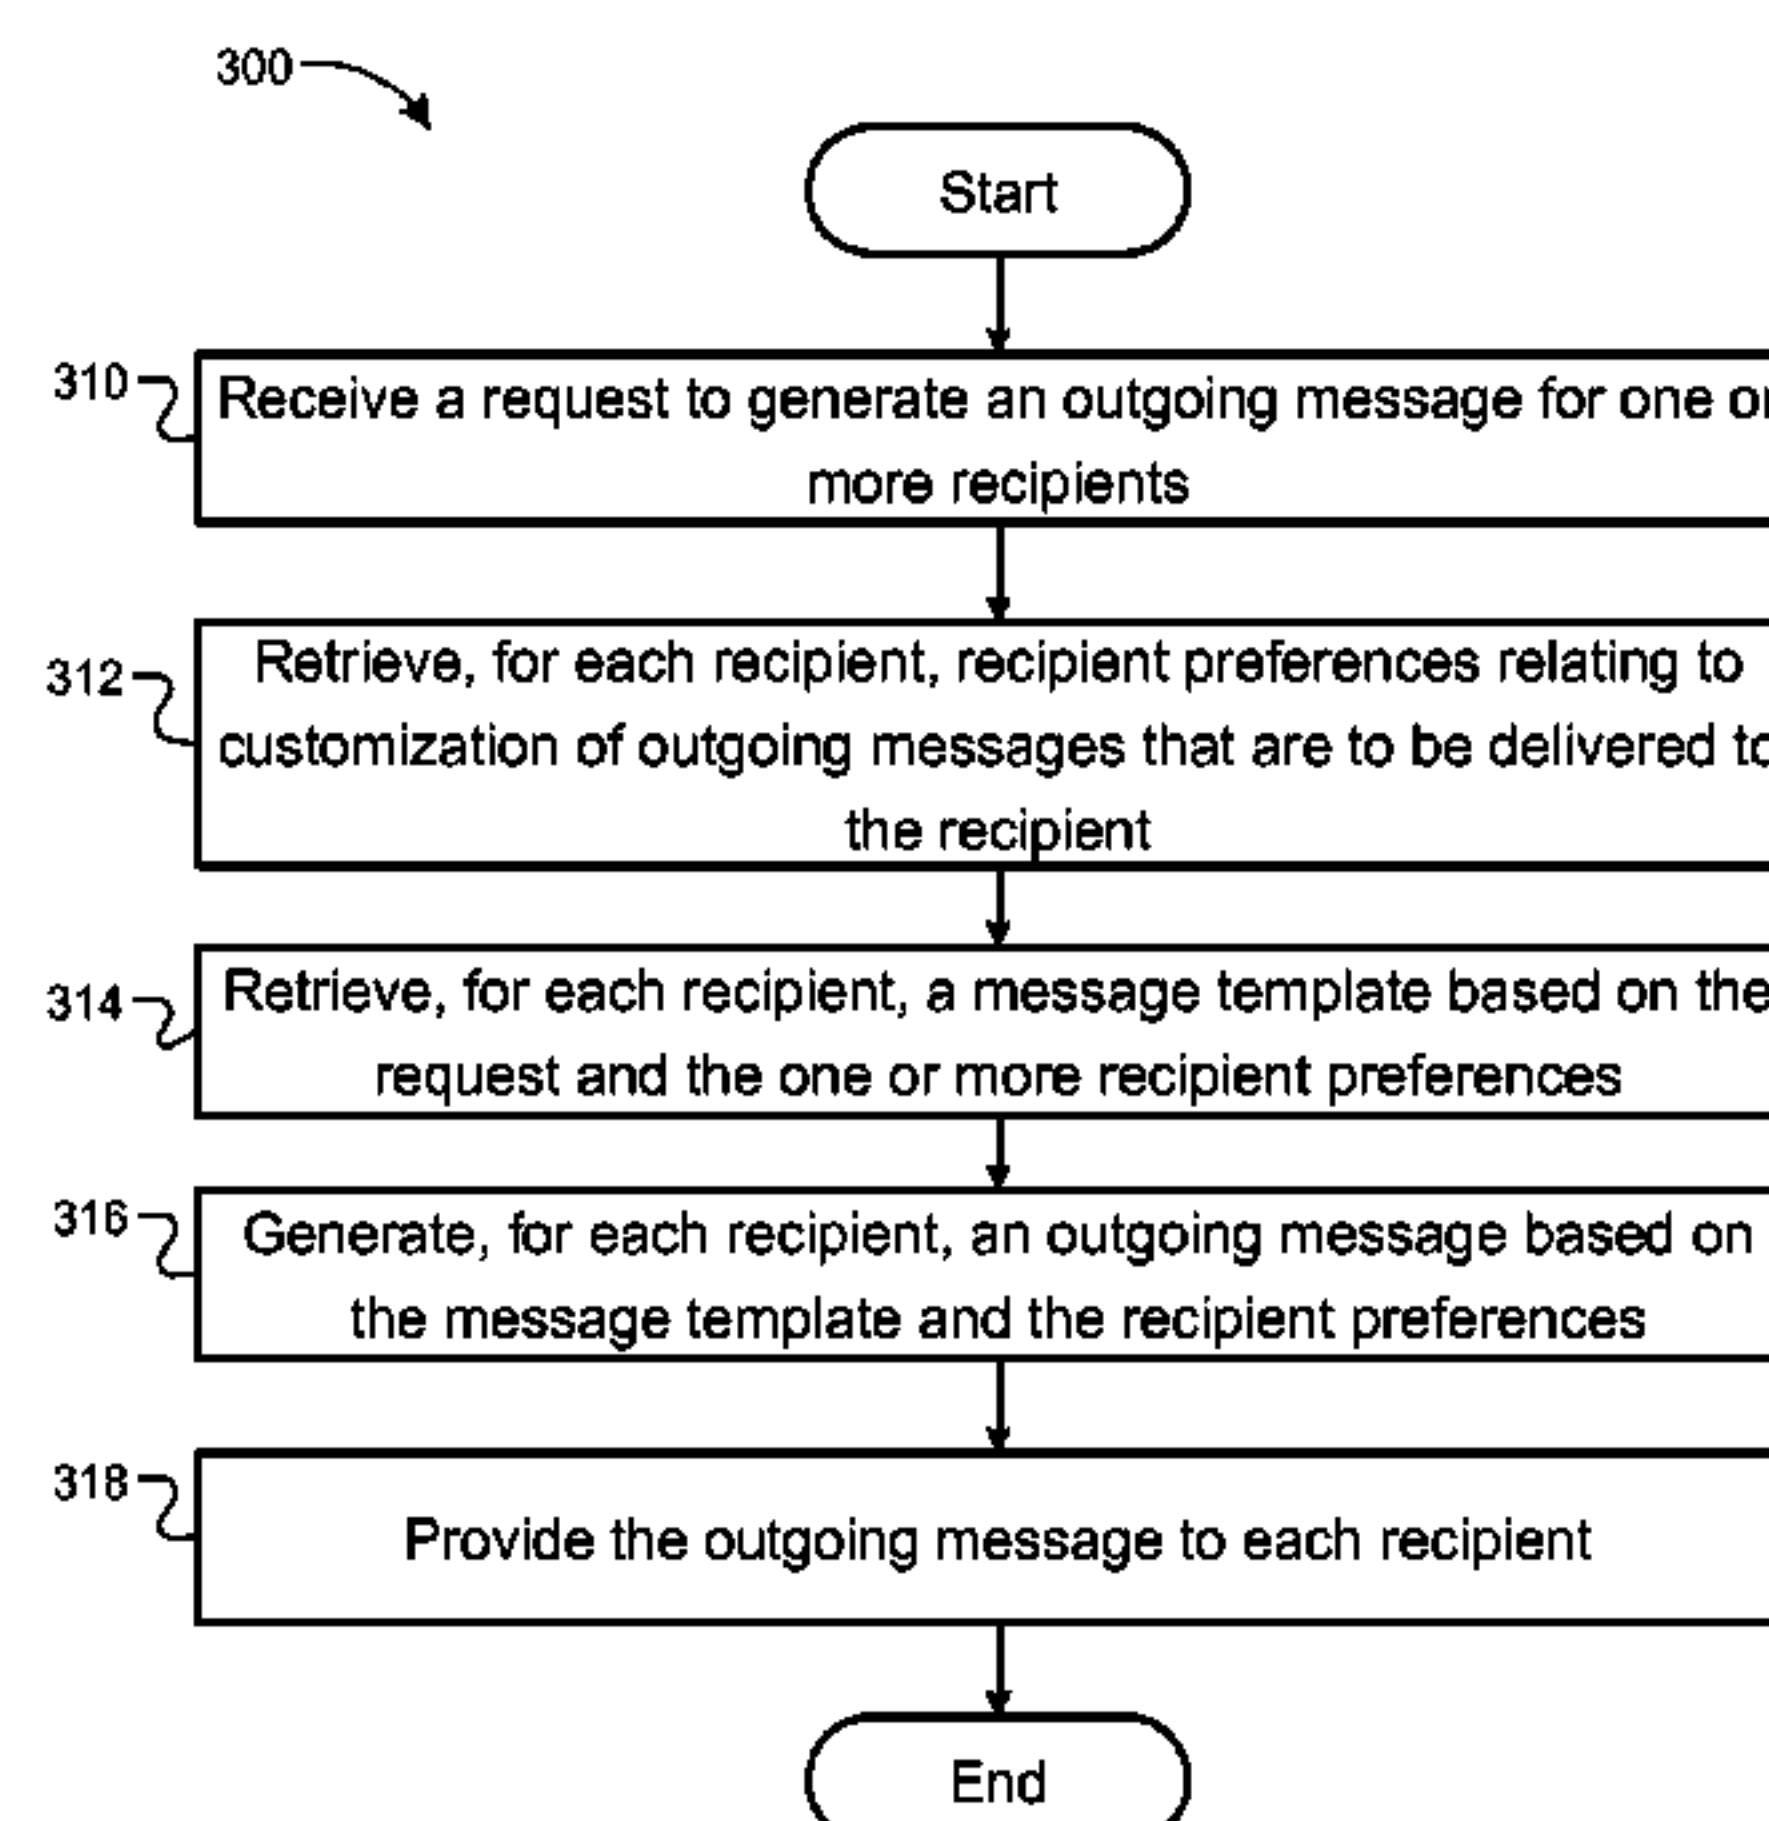 300
Start
310
Receive a request to generate an outgoing message for one or
more recipients
312
Retrieve, for each recipient, recipient preferences relating to
customization of outgoing messages that are to be delivered to
the recipient
314
Retrieve, for each recipient, a message template based on the
request and the one or more recipient preferences
316
Generate, for each recipient, an outgoing message based on
the message template and the recipient preferences
318
Provide the outgoing message to each recipient
End